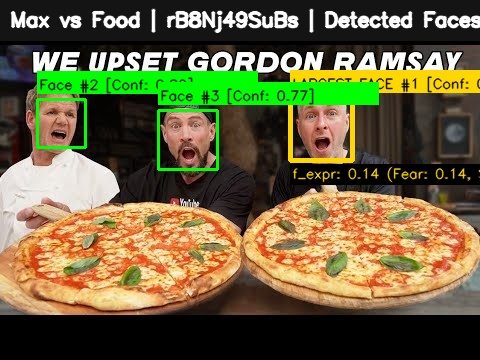 Max vs Food | rB8Nj49SuBs | Detected Faces
WE UPSET GORDON RAMSAY
Face #2 [Conf:
LARGEST FACE #1 [Conf:
Face #3 [Conf: 0.77]
YouTube
f_expr: 0.14 (Fear: 0.14,